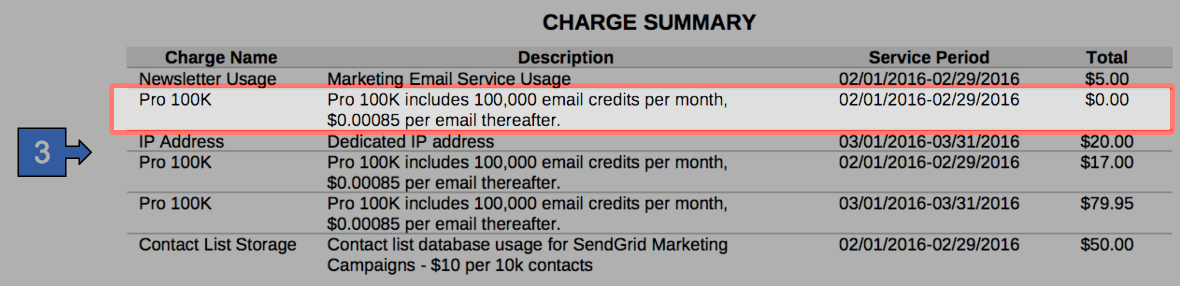 CHARGE SUMMARY
Charge Name Description Service Period Total
Newsletter Usage Marketing Email Service Usage 02/01/2016-02/29/2016 $5.00
Pro 100K Pro 100K includes 100,000 email credits per month, 02/01/2016-02/29/2016 $0.00
$0.00085 per email thereafter.
3
IP Address Dedicated IP address 03/01/2016-03/31/2016 $20.00
Pro 100K Pro 100K includes 100,000 email credits per month, 02/01/2016-02/29/2016 $17.00
$0.00085 per email thereafter.
Pro 100K Pro 100K includes 100,000 email credits per month, 03/01/2016-03/31/2016 $79.95
$0.00085 per email thereafter.
Contact List Storage Contact list database usage for SendGrid Marketing 02/01/2016-02/29/2016 $50.00
Campaigns - $10 per 10k contacts